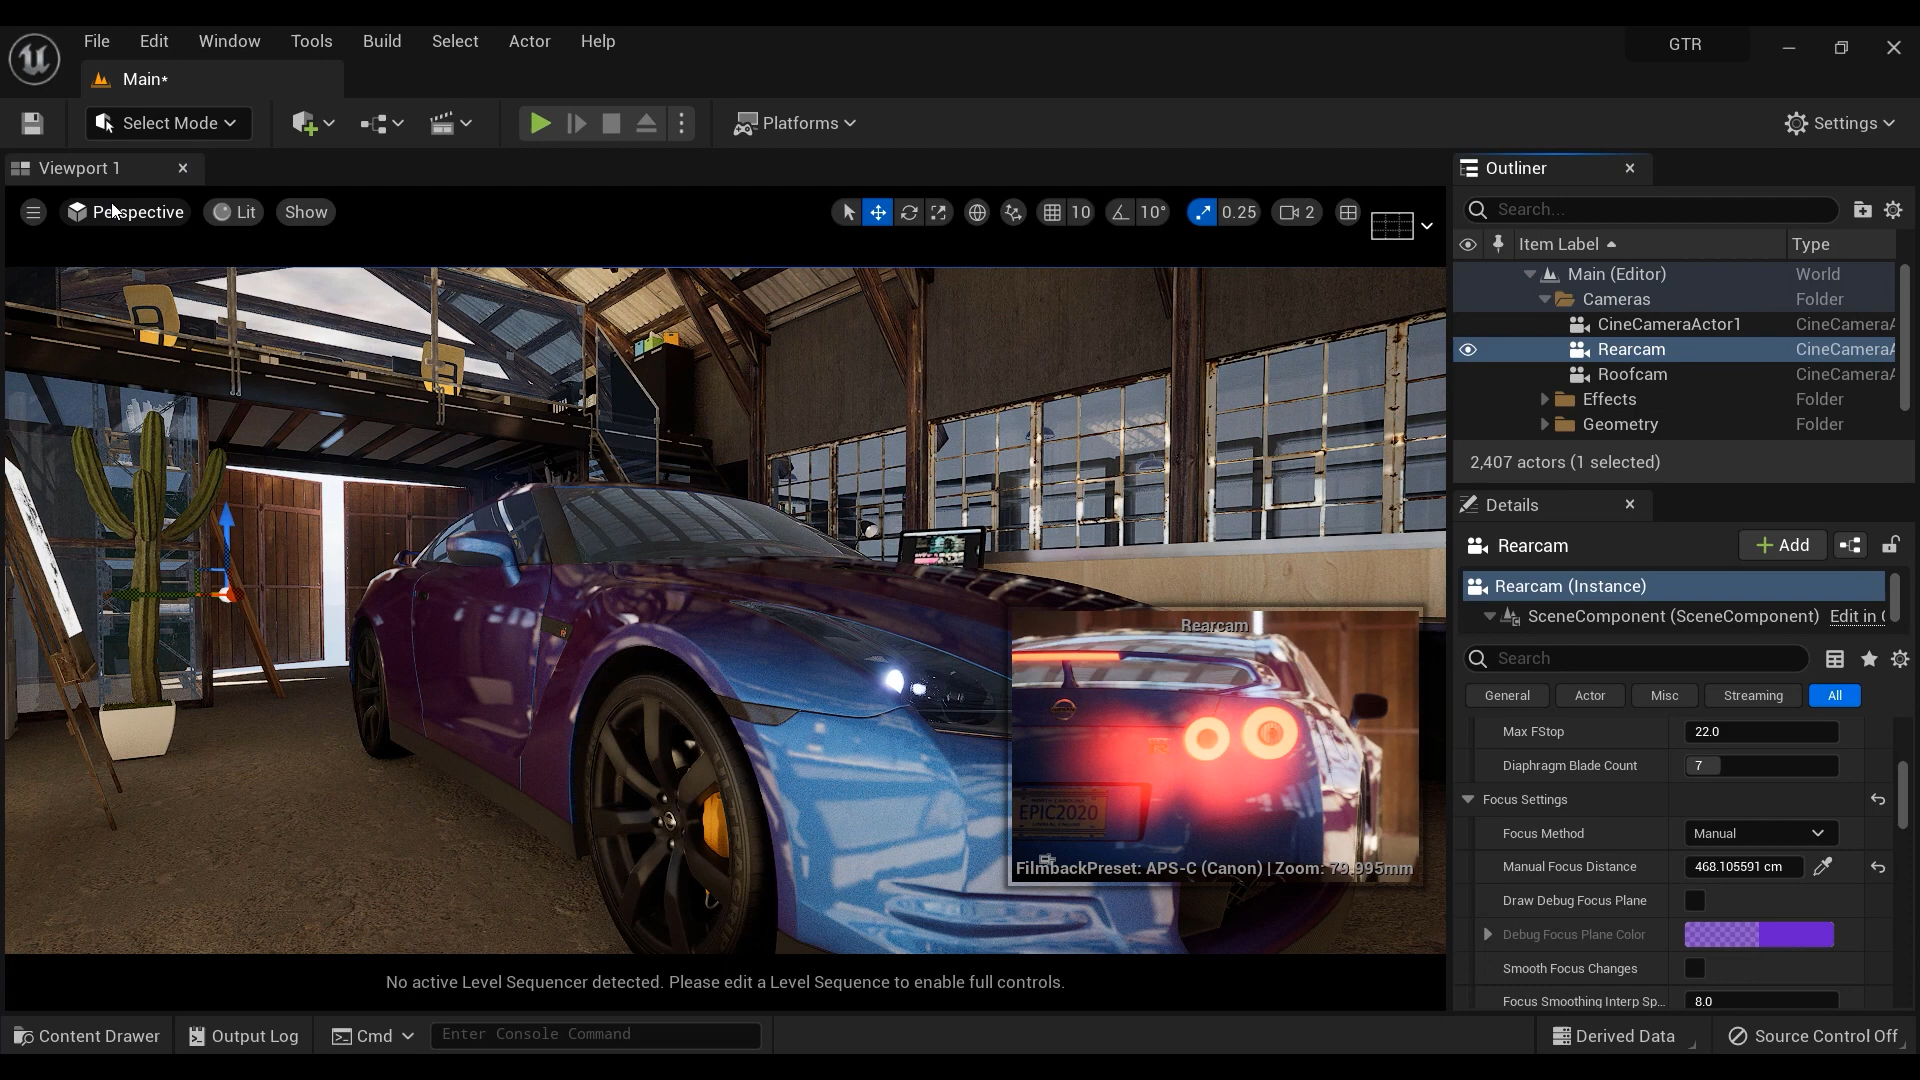 File Edit Window Tools Build Select Actor Help
GTR
Main*
Select Mode
Platforms
Settings
Viewport 1
Perspective Lit Show
10 10° 0.25 2
No active Level Sequencer detected. Please edit a Level Sequence to enable full controls.
Rearcam
EPIC2020
FilmbackPreset: APS-C (Canon) | Zoom: 79.995mm
Outliner
Search...
Item Label Type
Main (Editor) World
Cameras Folder
CineCameraActor1 CineCameraA
Rearcam CineCameraA
Roofcam CineCameraA
Effects Folder
Geometry Folder
2,407 actors (1 selected)
Details
Rearcam Add
Rearcam (Instance)
SceneComponent (SceneComponent) Edit in C
Search
General Actor Misc Streaming All
Max FStop 22.0
Diaphragm Blade Count 7
Focus Settings
Focus Method Manual
Manual Focus Distance 468.105591 cm
Draw Debug Focus Plane
Debug Focus Plane Color
Smooth Focus Changes
Focus Smoothing Interp Sp... 8.0
Content Drawer Output Log Cmd Enter Console Command
Derived Data Source Control Off